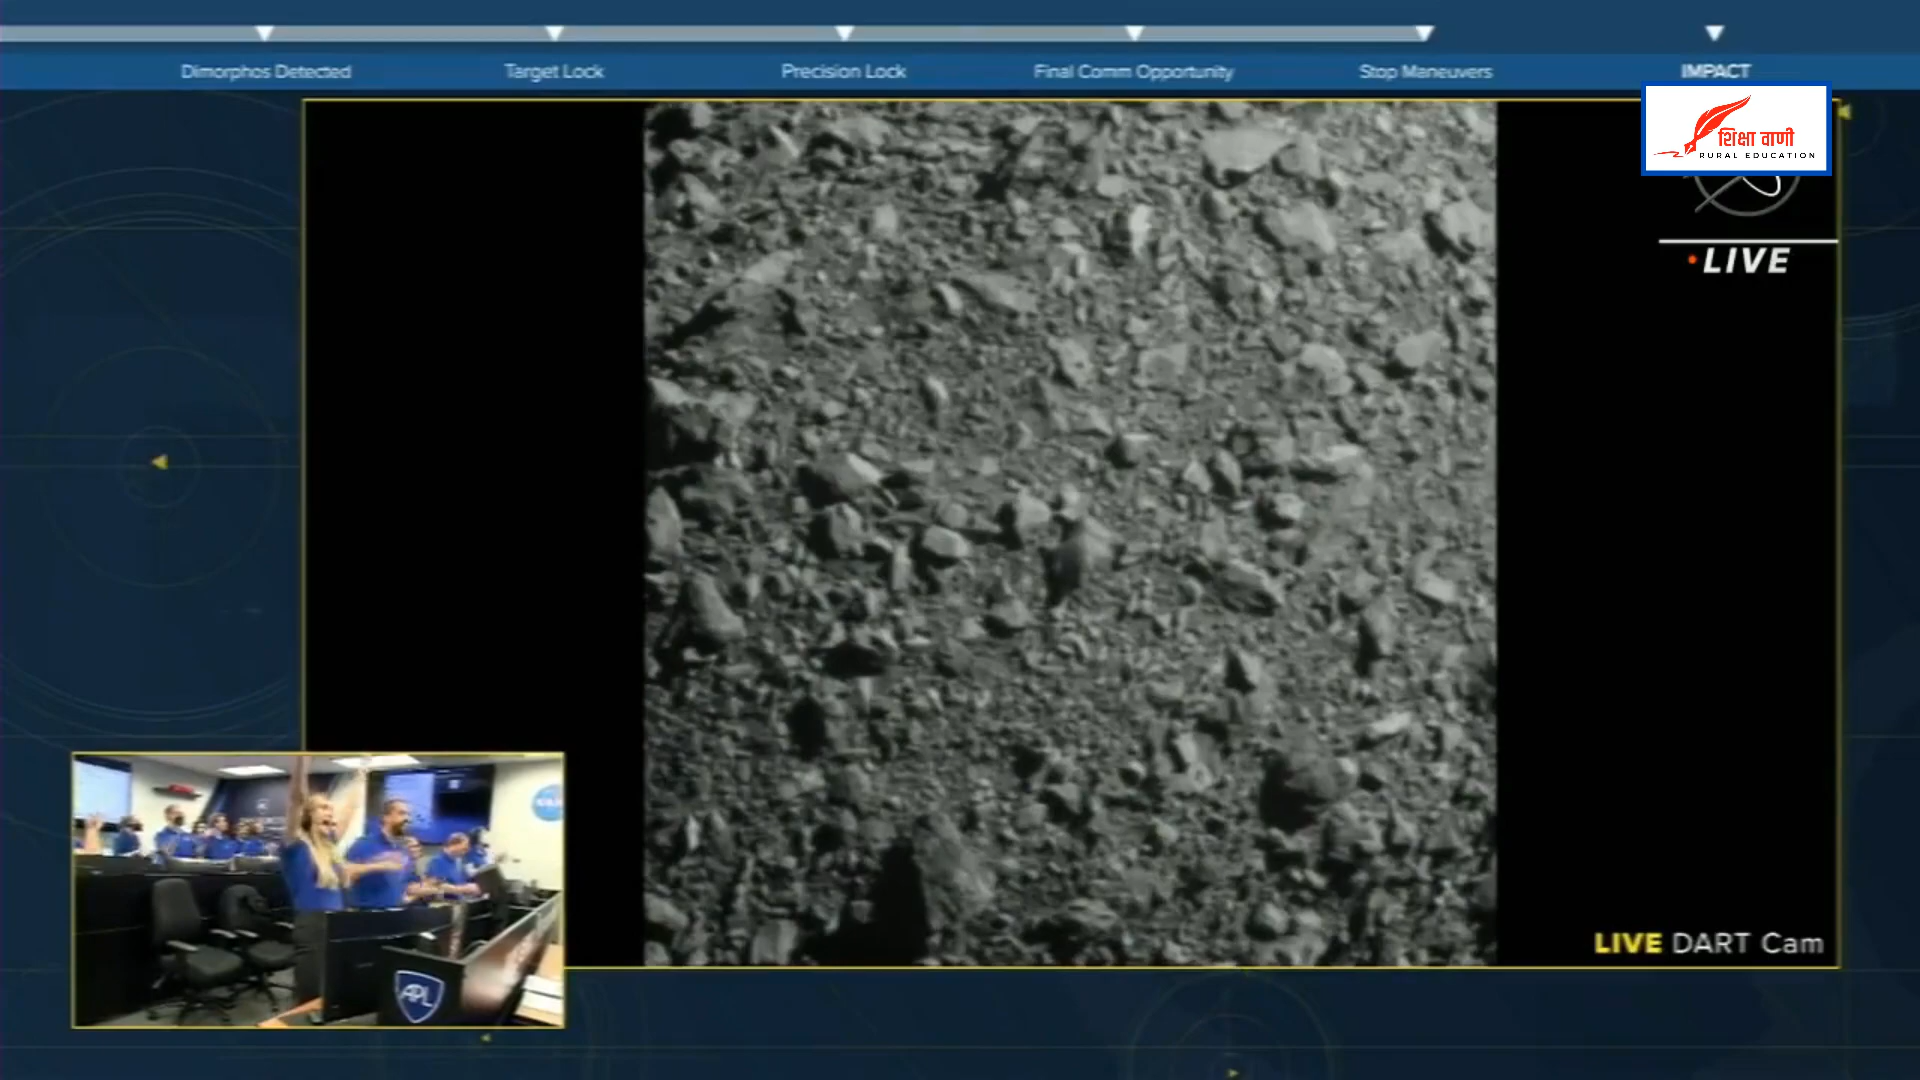 Dimorphos Detected
Target Lock
Precision Lock
Final Comm Opportunity
Stop Maneuvers
IMPACT
शिक्षा वाणी
RURAL EDUCATION
LIVE
LIVE DART Cam
APL